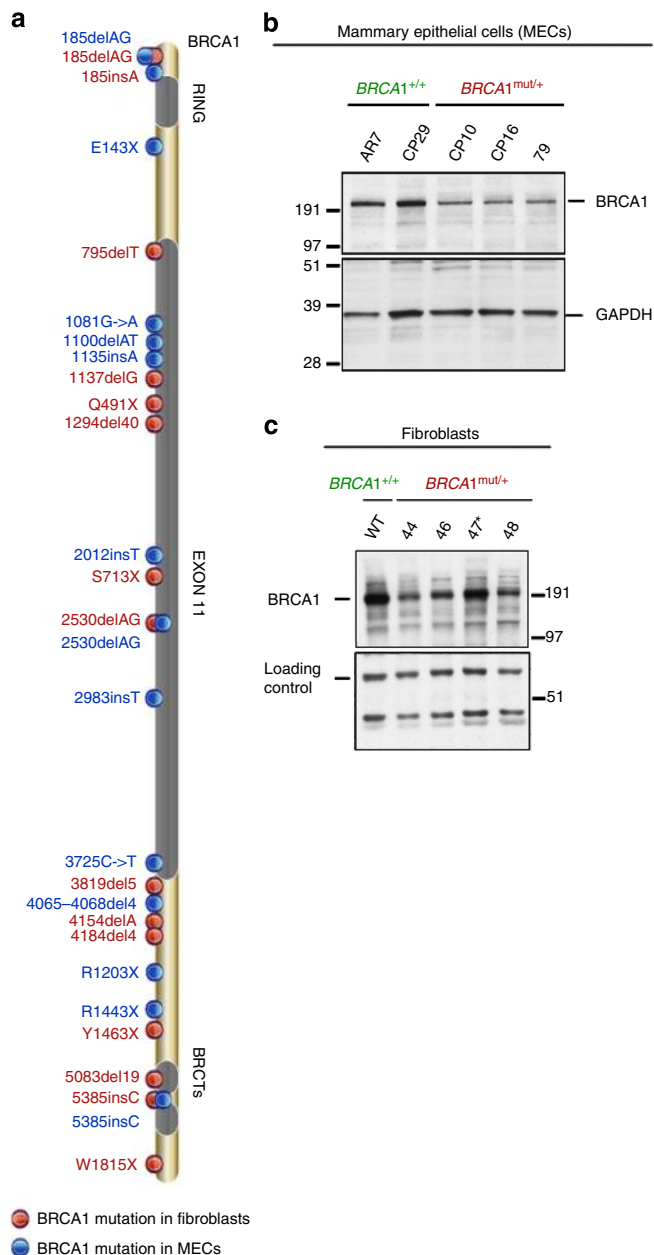 a
185delAG
BRCA1
185delAG
185insA
RING
E143X
795delT
1081G->A
1100delAT
1135insA
1137delG
Q491X
1294del40
EXON 11
2012insT
S713X
2530delAG
2530delAG
2983insT
3725C->T
3819del5
4065–4068del4
4154delA
4184del4
R1203X
R1443X
Y1463X
BRCTs
5083del19
5385insC
5385insC
W1815X
BRCA1 mutation in fibroblasts
BRCA1 mutation in MECs
b
Mammary epithelial cells (MECs)
BRCA1+/+ BRCA1mut/+
AR7 CP29 CP10 CP16 79
191
BRCA1
97
51
39
GAPDH
28
c
Fibroblasts
BRCA1+/+ BRCA1mut/+
WT 44 46 47* 48
BRCA1
191
97
Loading
control
51